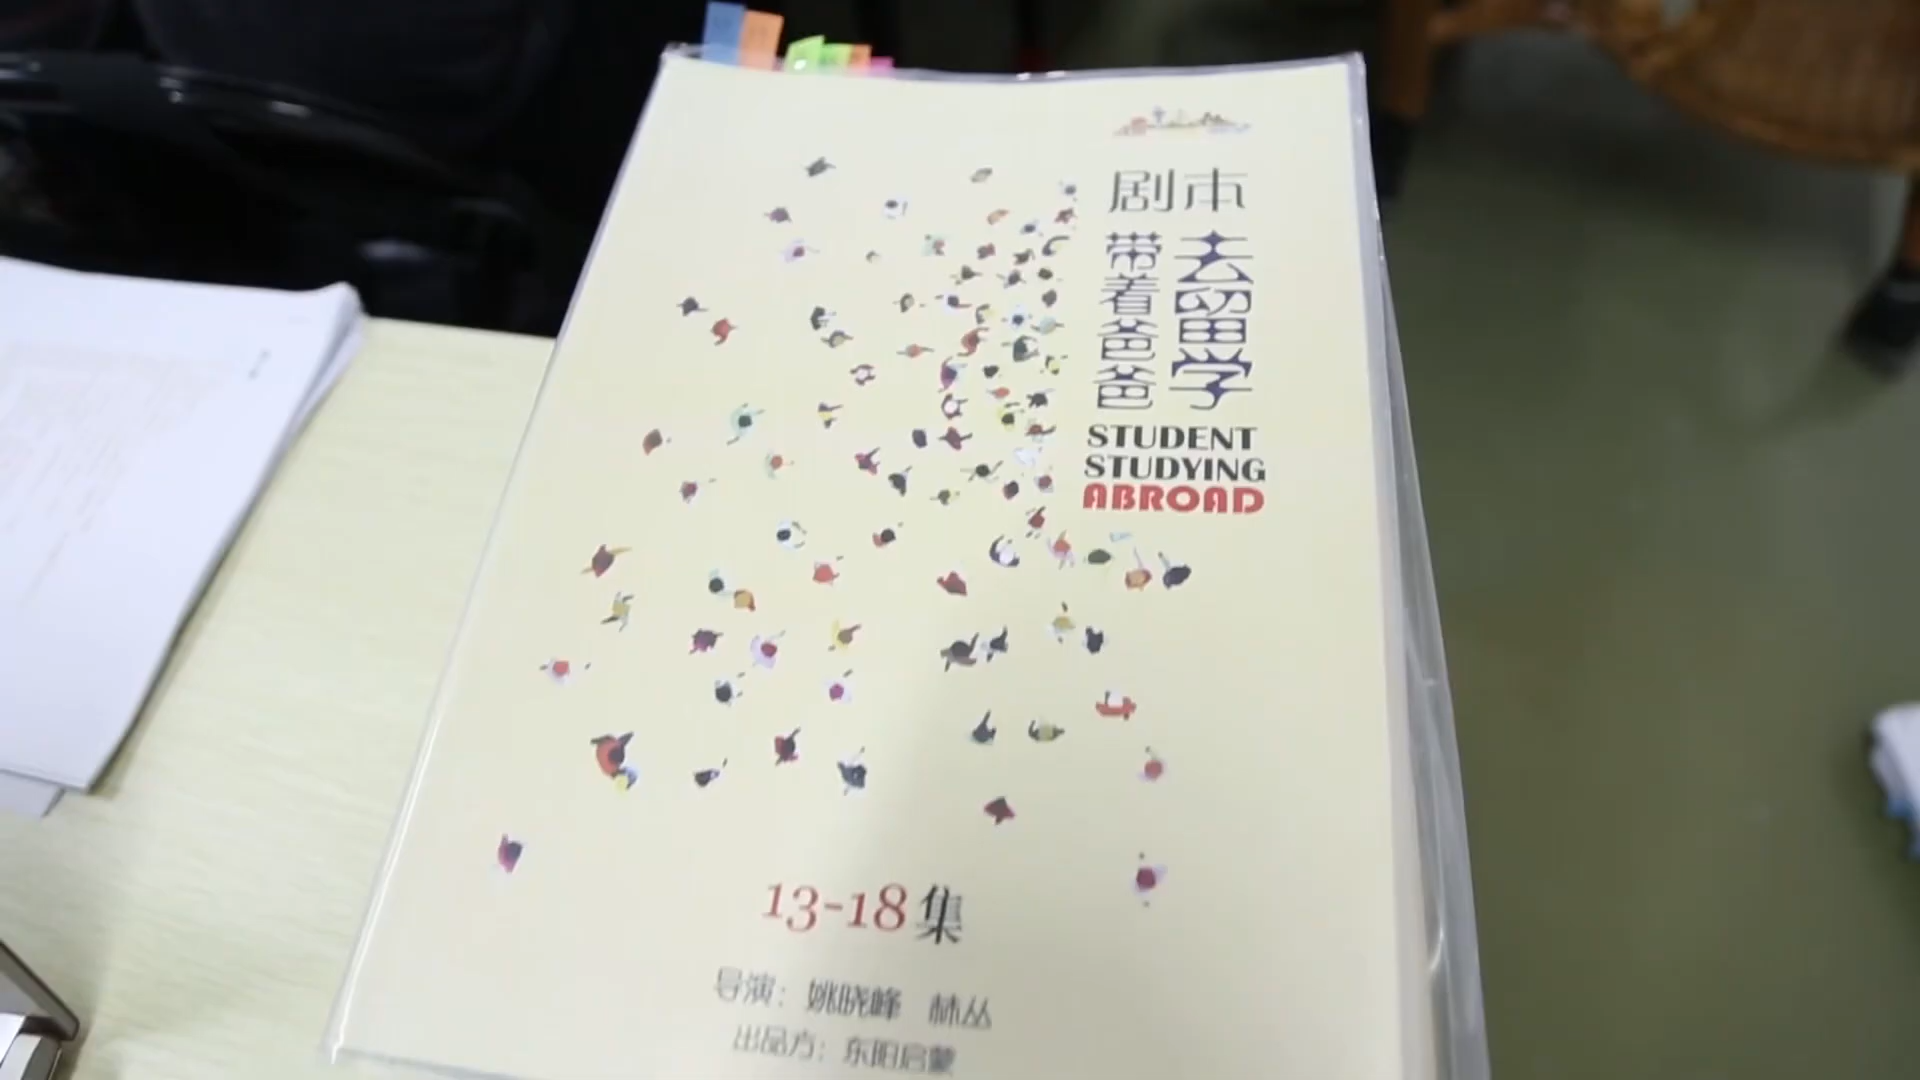 剧本
带着爸爸
去留学
STUDENT
STUDYING
ABROAD
13-18集
导演：姚晓峰 林丛
出品方：东阳启蒙